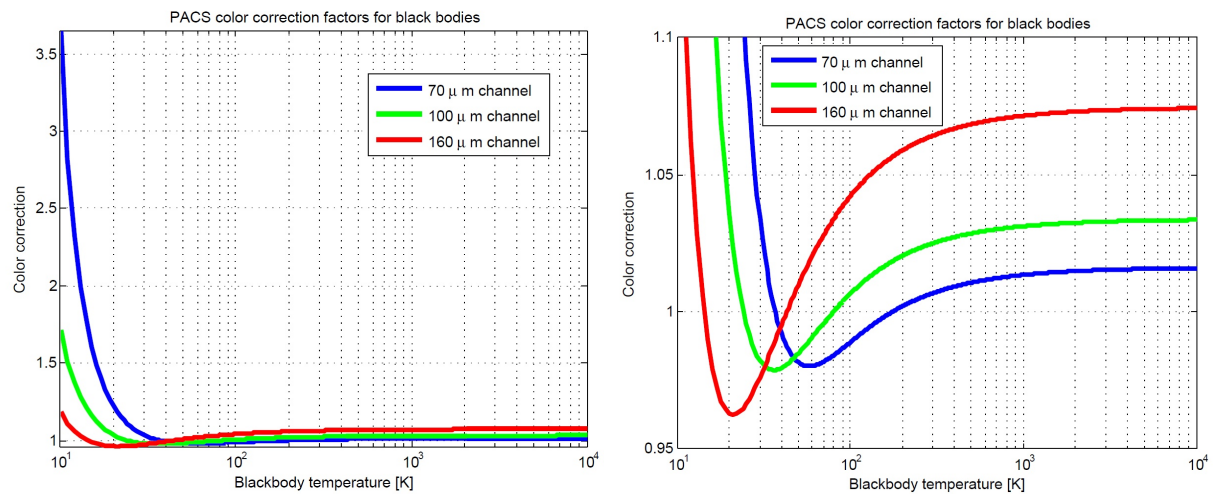 PACS color correction factors for black bodies
3.5
3
2.5
2
1.5
1
Color correction
70 μ m channel
100 μ m channel
160 μ m channel
10¹
10²
10³
10⁴
Blackbody temperature [K]
PACS color correction factors for black bodies
1.1
1.05
1
0.95
Color correction
70 μ m channel
100 μ m channel
160 μ m channel
10¹
10²
10³
10⁴
Blackbody temperature [K]